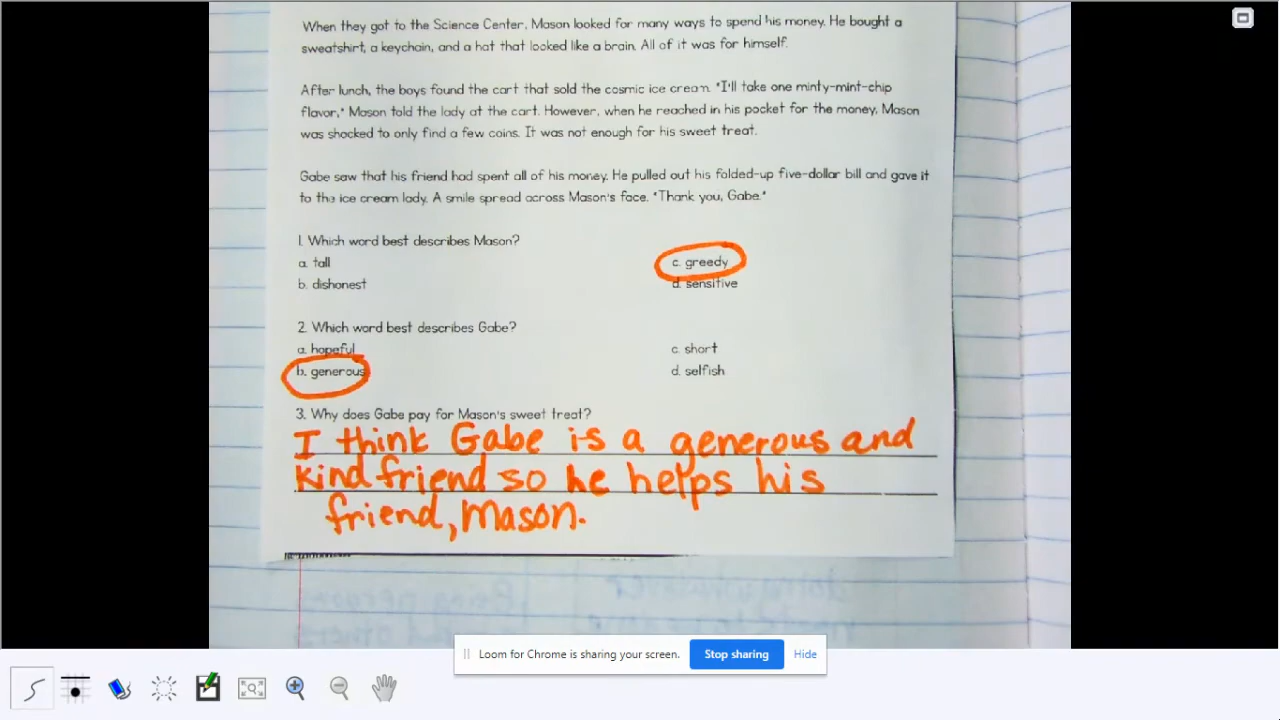 When they got to the Science Center, Mason looked for many ways to spend his money. He bought a
sweatshirt, a keychain, and a hat that looked like a brain. All of it was for himself.
After lunch, the boys found the cart that sold the cosmic ice cream. "I'll take one minty-mint-chip
flavor," Mason told the lady at the cart. However, when he reached in his pocket for the money, Mason
was shocked to only find a few coins. It was not enough for his sweet treat.
Gabe saw that his friend had spent all of his money. He pulled out his folded-up five-dollar bill and gave it
to the ice cream lady. A smile spread across Mason's face. "Thank you, Gabe."
1. Which word best describes Mason?
a. tall
c. greedy
b. dishonest
d. sensitive
2. Which word best describes Gabe?
a. hopeful
c. short
b. generous
d. selfish
3. Why does Gabe pay for Mason's sweet treat?
I think Gabe is a generous and
kind friend so he helps his
friend, Mason.
Loom for Chrome is sharing your screen.
Stop sharing
Hide